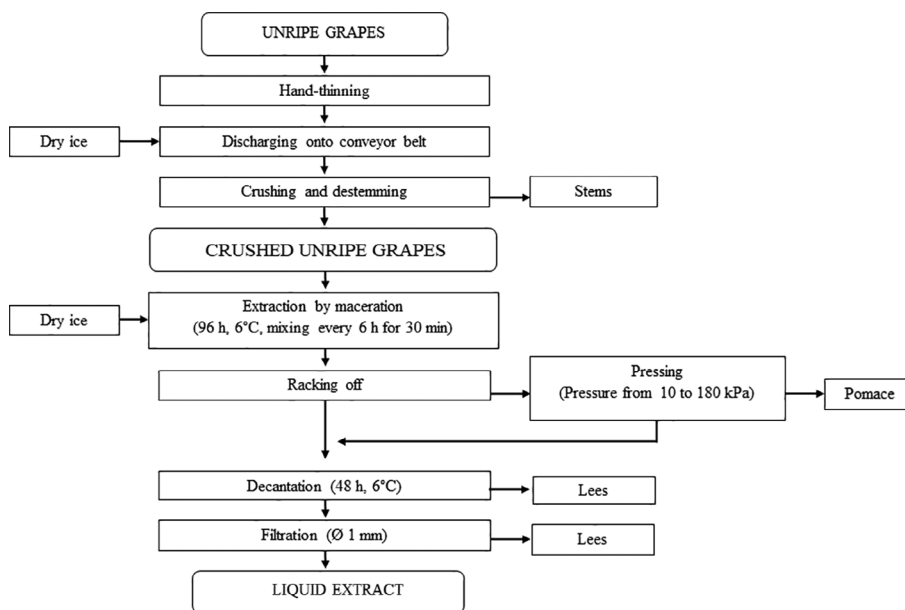 UNRIPE GRAPES
Hand-thinning
Dry ice
Discharging onto conveyor belt
Crushing and destemming
Stems
CRUSHED UNRIPE GRAPES
Dry ice
Extraction by maceration
(96 h, 6°C, mixing every 6 h for 30 min)
Racking off
Pressing
(Pressure from 10 to 180 kPa)
Pomace
Decantation (48 h, 6°C)
Lees
Filtration (Ø 1 mm)
Lees
LIQUID EXTRACT